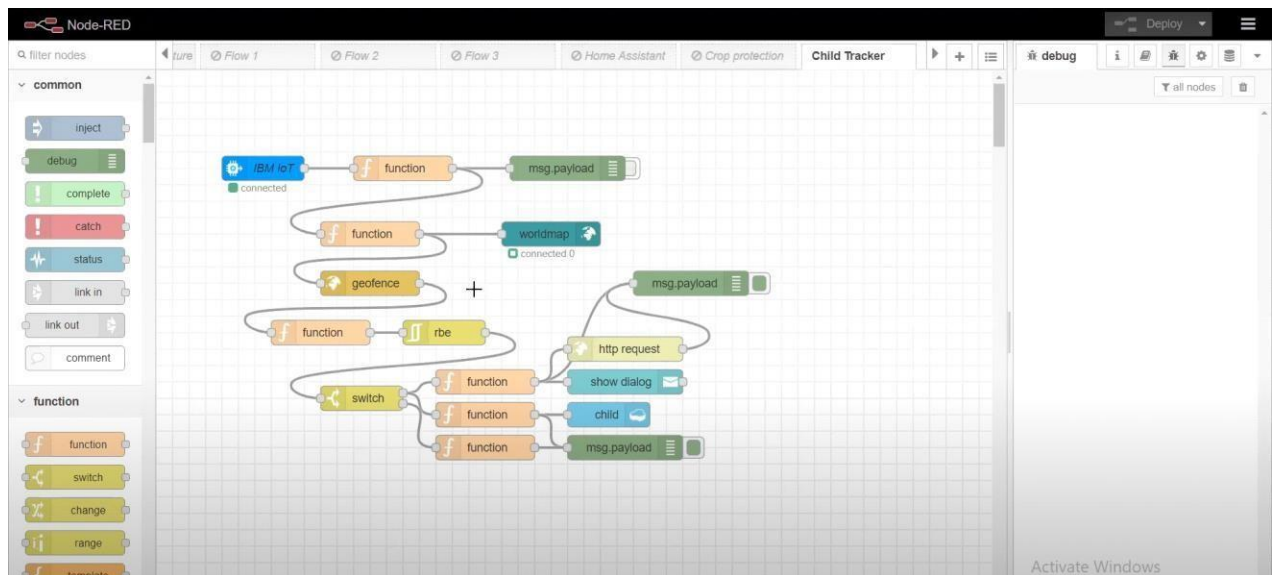 Node-RED
Deploy
filter nodes
ture
Flow 1
Flow 2
Flow 3
Home Assistant
Crop protection
Child Tracker
debug
i
all nodes
common
inject
debug
complete
catch
status
link in
link out
comment
function
function
switch
change
range
template
IBM IoT
connected
function
msg.payload
function
worldmap
connected 0
geofence
msg.payload
function
rbe
http request
switch
function
show dialog
function
child
function
msg.payload
Activate Windows